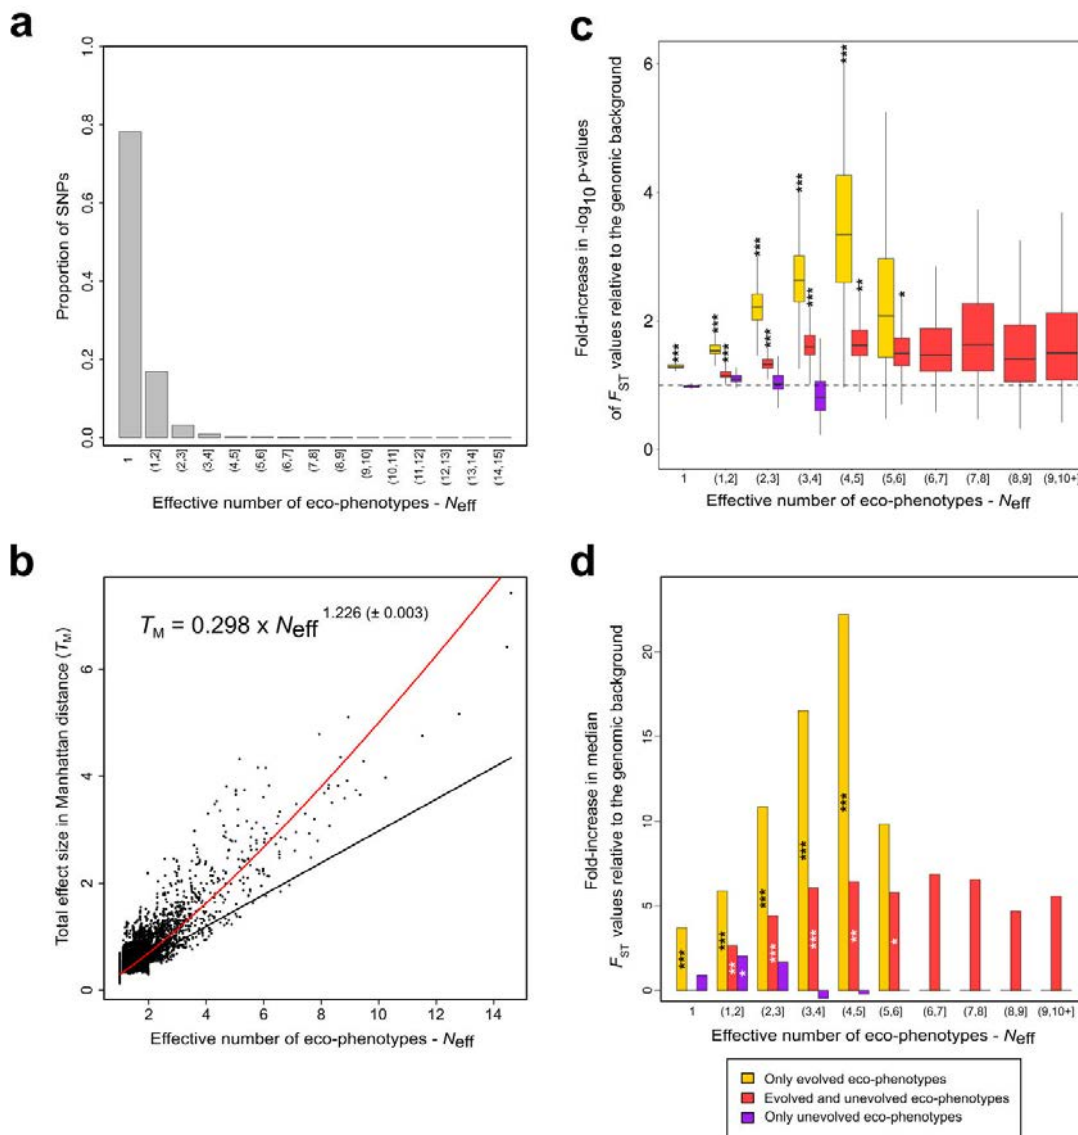 a
Proportion of SNPs
1.0
0.8
0.6
0.4
0.2
0.0
1
(1,2]
(2,3]
(3,4]
(4,5]
(5,6]
(6,7]
(7,8]
(8,9]
(9,10]
(10,11]
(11,12]
(12,13]
(13,14]
(14,15]
Effective number of eco-phenotypes - Neff
b
TM = 0.298 x Neff 1.226 (± 0.003)
Total effect size in Manhattan distance (TM)
6
4
2
0
2 4 6 8 10 12 14
Effective number of eco-phenotypes - Neff
c
Fold-increase in -log10 p-values
of FST values relative to the genomic background
6
4
2
0
***
***
***
***
***
***
***
***
**
*
1 (1,2] (2,3] (3,4] (4,5] (5,6] (6,7] (7,8] (8,9] (9,10+]
Effective number of eco-phenotypes - Neff
d
Fold-increase in median
FST values relative to the genomic background
20
15
10
5
0
***
***
**
*
***
***
***
***
***
**
*
1 (1,2] (2,3] (3,4] (4,5] (5,6] (6,7] (7,8] (8,9] (9,10+]
Effective number of eco-phenotypes - Neff
Only evolved eco-phenotypes
Evolved and unevolved eco-phenotypes
Only unevolved eco-phenotypes